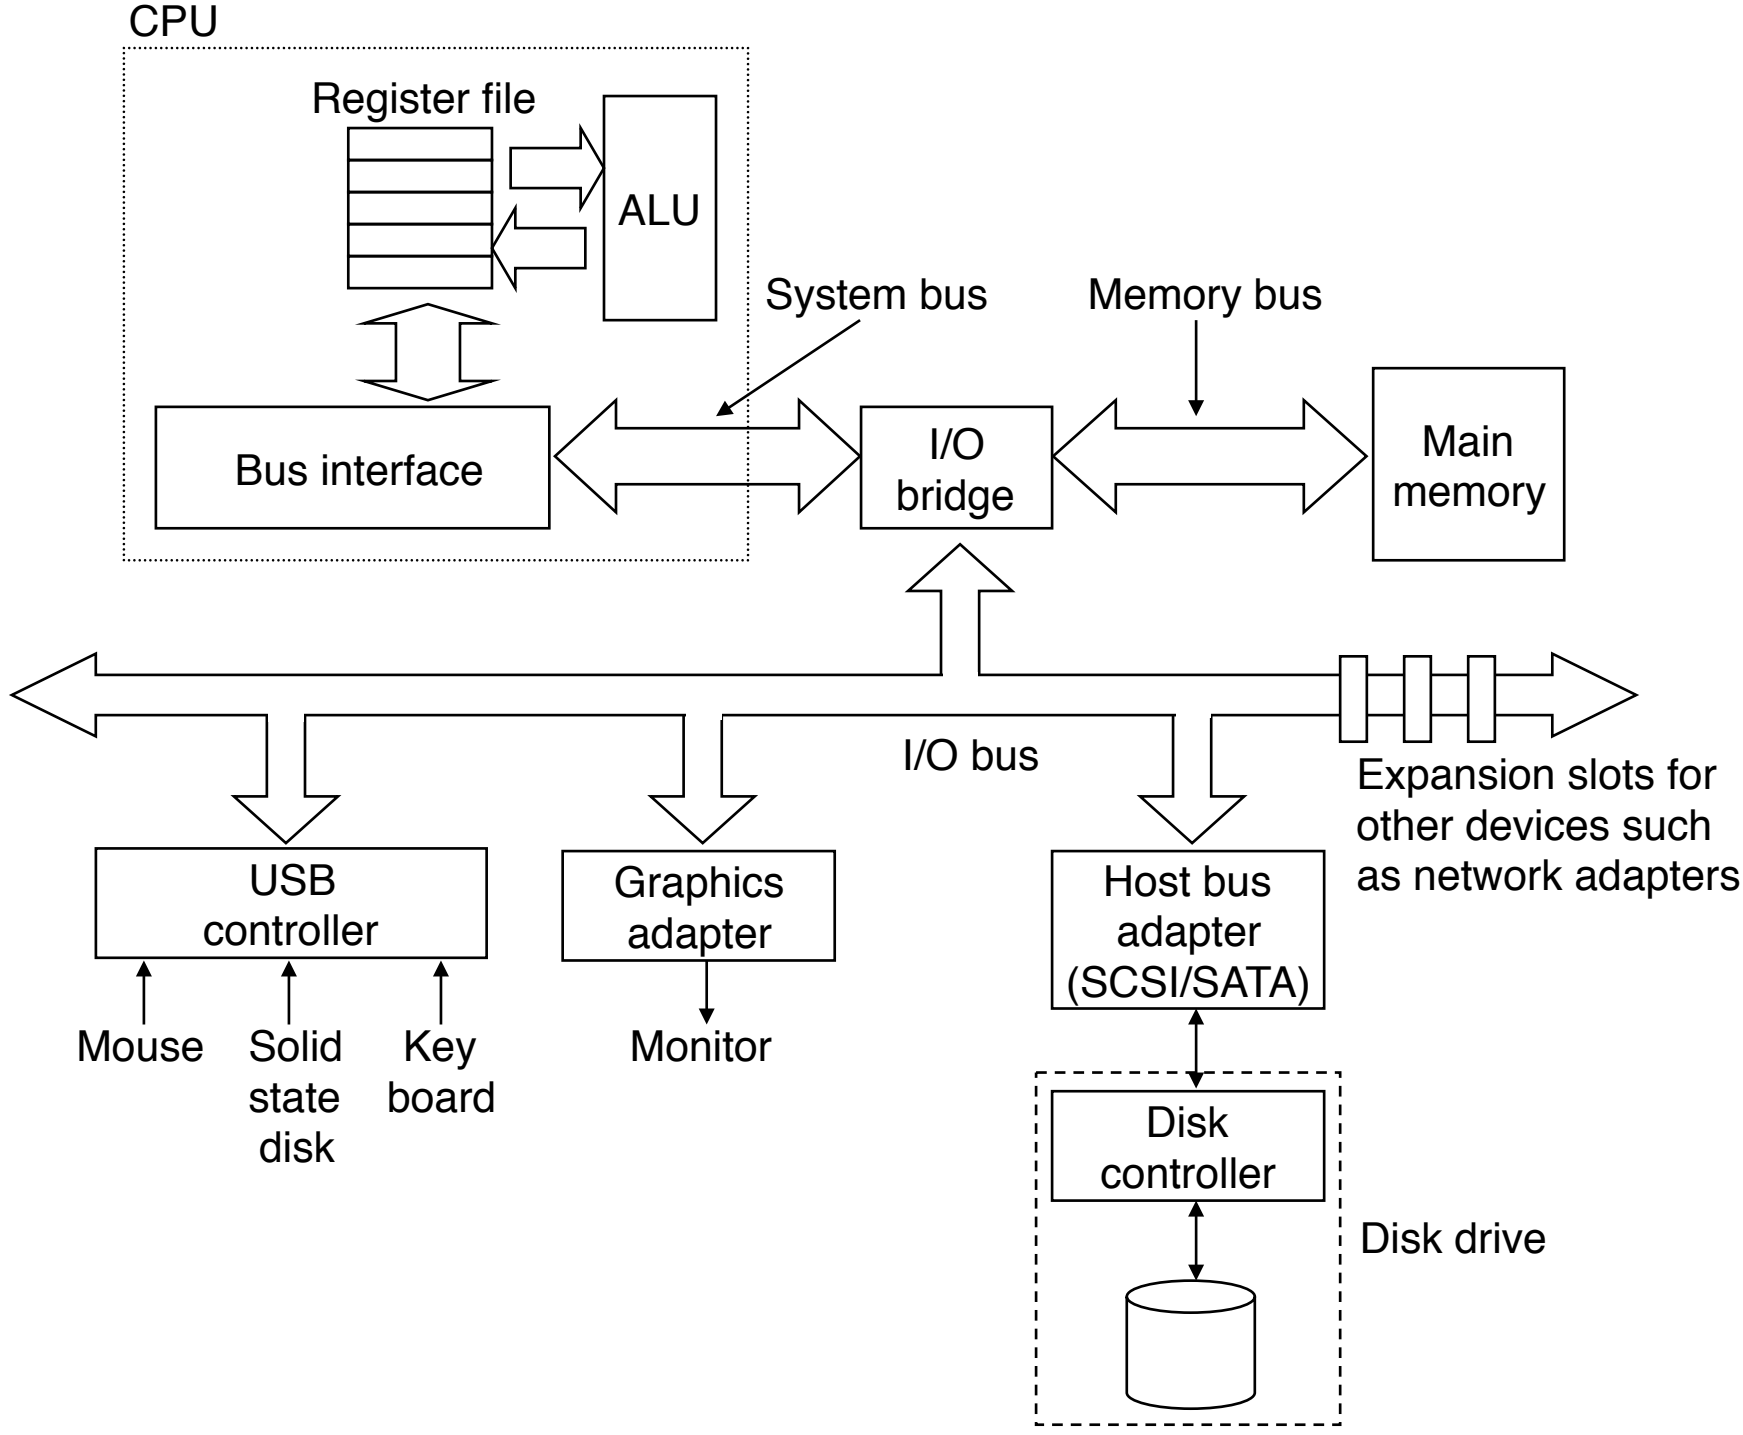 CPU
Register file
ALU
System bus
Memory bus
Bus interface
I/O
bridge
Main
memory
I/O bus
Expansion slots for
other devices such
as network adapters
USB
controller
Graphics
adapter
Host bus
adapter
(SCSI/SATA)
Mouse
Solid
state
disk
Key
board
Monitor
Disk
controller
Disk drive